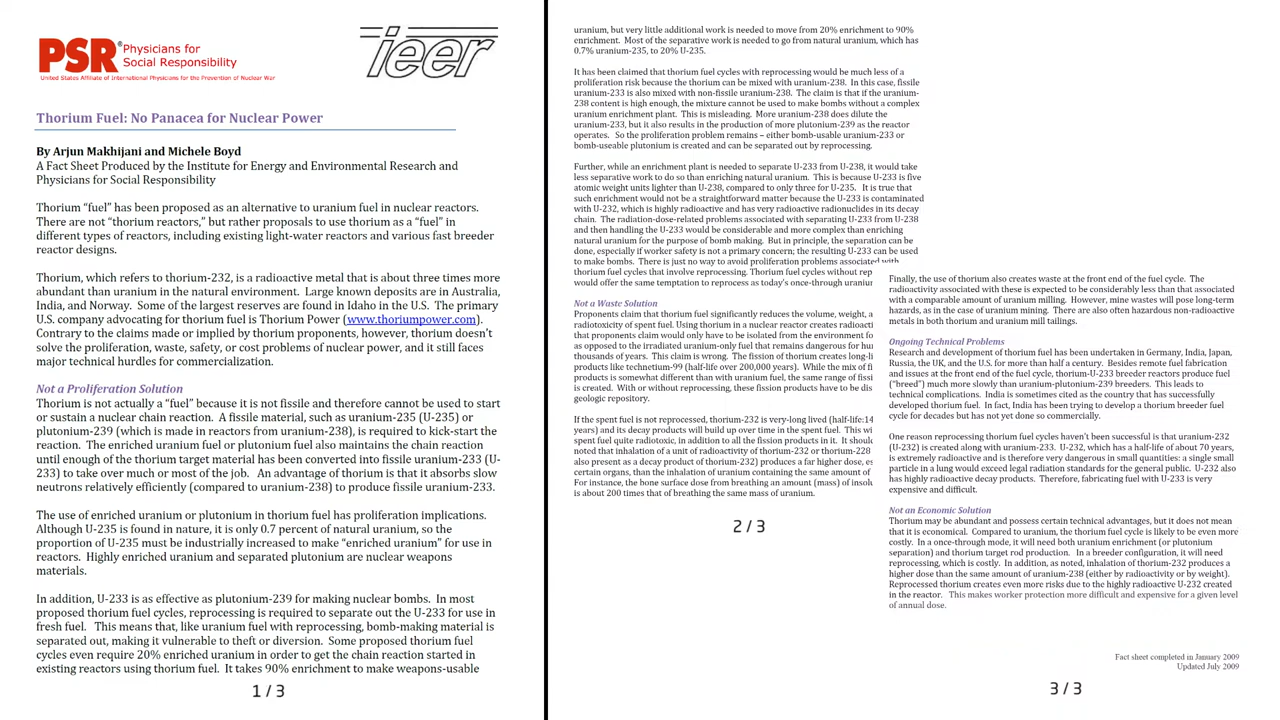 PSR®Physicians for
Social Responsibility
United States Affiliate of International Physicians for the Prevention of Nuclear War
ieer
Thorium Fuel: No Panacea for Nuclear Power
By Arjun Makhijani and Michele Boyd
A Fact Sheet Produced by the Institute for Energy and Environmental Research and
Physicians for Social Responsibility
Thorium “fuel” has been proposed as an alternative to uranium fuel in nuclear reactors.
There are not “thorium reactors,” but rather proposals to use thorium as a “fuel” in
different types of reactors, including existing light-water reactors and various fast breeder
reactor designs.
Thorium, which refers to thorium-232, is a radioactive metal that is about three times more
abundant than uranium in the natural environment. Large known deposits are in Australia,
India, and Norway. Some of the largest reserves are found in Idaho in the U.S. The primary
U.S. company advocating for thorium fuel is Thorium Power (www.thoriumpower.com).
Contrary to the claims made or implied by thorium proponents, however, thorium doesn’t
solve the proliferation, waste, safety, or cost problems of nuclear power, and it still faces
major technical hurdles for commercialization.
Not a Proliferation Solution
Thorium is not actually a “fuel” because it is not fissile and therefore cannot be used to start
or sustain a nuclear chain reaction. A fissile material, such as uranium-235 (U-235) or
plutonium-239 (which is made in reactors from uranium-238), is required to kick-start the
reaction. The enriched uranium fuel or plutonium fuel also maintains the chain reaction
until enough of the thorium target material has been converted into fissile uranium-233 (U-
233) to take over much or most of the job. An advantage of thorium is that it absorbs slow
neutrons relatively efficiently (compared to uranium-238) to produce fissile uranium-233.
The use of enriched uranium or plutonium in thorium fuel has proliferation implications.
Although U-235 is found in nature, it is only 0.7 percent of natural uranium, so the
proportion of U-235 must be industrially increased to make “enriched uranium” for use in
reactors. Highly enriched uranium and separated plutonium are nuclear weapons
materials.
In addition, U-233 is as effective as plutonium-239 for making nuclear bombs. In most
proposed thorium fuel cycles, reprocessing is required to separate out the U-233 for use in
fresh fuel. This means that, like uranium fuel with reprocessing, bomb-making material is
separated out, making it vulnerable to theft or diversion. Some proposed thorium fuel
cycles even require 20% enriched uranium in order to get the chain reaction started in
existing reactors using thorium fuel. It takes 90% enrichment to make weapons-usable
1 / 3
uranium, but very little additional work is needed to move from 20% enrichment to 90%
enrichment. Most of the separative work is needed to go from natural uranium, which has
0.7% uranium-235, to 20% U-235.
It has been claimed that thorium fuel cycles with reprocessing would be much less of a
proliferation risk because the thorium can be mixed with uranium-238. In this case, fissile
uranium-233 is also mixed with non-fissile uranium-238. The claim is that if the uranium-
238 content is high enough, the mixture cannot be used to make bombs without a complex
uranium enrichment plant. This is misleading. More uranium-238 does dilute the
uranium-233, but it also results in the production of more plutonium-239 as the reactor
operates. So the proliferation problem remains – either bomb-usable uranium-233 or
bomb-useable plutonium is created and can be separated out by reprocessing.
Further, while an enrichment plant is needed to separate U-233 from U-238, it would take
less separative work to do so than enriching natural uranium. This is because U-233 is five
atomic weight units lighter than U-238, compared to only three for U-235. It is true that
such enrichment would not be a straightforward matter because the U-233 is contaminated
with U-232, which is highly radioactive and has very radioactive radionuclides in its decay
chain. The radiation-dose-related problems associated with separating U-233 from U-238
and then handling the U-233 would be considerable and more complex than enriching
natural uranium for the purpose of bomb making. But in principle, the separation can be
done, especially if worker safety is not a primary concern; the resulting U-233 can be used
to make bombs. There is just no way to avoid proliferation problems associated with
thorium fuel cycles that involve reprocessing. Thorium fuel cycles without rep
would offer the same temptation to reprocess as today’s once-through uraniur
Not a Waste Solution
Proponents claim that thorium fuel significantly reduces the volume, weight, a
radiotoxicity of spent fuel. Using thorium in a nuclear reactor creates radioacti
that proponents claim would only have to be isolated from the environment fo
as opposed to the irradiated uranium-only fuel that remains dangerous for hu
thousands of years. This claim is wrong. The fission of thorium creates long-li
products like technetium-99 (half-life over 200,000 years). While the mix of fi
products is somewhat different than with uranium fuel, the same range of fissi
is created. With or without reprocessing, these fission products have to be dis
geologic repository.
If the spent fuel is not reprocessed, thorium-232 is very-long lived (half-life:14
years) and its decay products will build up over time in the spent fuel. This wi
spent fuel quite radiotoxic, in addition to all the fission products in it. It shoulc
noted that inhalation of a unit of radioactivity of thorium-232 or thorium-228
also present as a decay product of thorium-232) produces a far higher dose, es
certain organs, than the inhalation of uranium containing the same amount of
For instance, the bone surface dose from breathing an amount (mass) of insolu
is about 200 times that of breathing the same mass of uranium.
2 / 3
Finally, the use of thorium also creates waste at the front end of the fuel cycle. The
radioactivity associated with these is expected to be considerably less than that associated
with a comparable amount of uranium milling. However, mine wastes will pose long-term
hazards, as in the case of uranium mining. There are also often hazardous non-radioactive
metals in both thorium and uranium mill tailings.
Ongoing Technical Problems
Research and development of thorium fuel has been undertaken in Germany, India, Japan,
Russia, the UK, and the U.S. for more than half a century. Besides remote fuel fabrication
and issues at the front end of the fuel cycle, thorium-U-233 breeder reactors produce fuel
(“breed”) much more slowly than uranium-plutonium-239 breeders. This leads to
technical complications. India is sometimes cited as the country that has successfully
developed thorium fuel. In fact, India has been trying to develop a thorium breeder fuel
cycle for decades but has not yet done so commercially.
One reason reprocessing thorium fuel cycles haven’t been successful is that uranium-232
(U-232) is created along with uranium-233. U-232, which has a half-life of about 70 years,
is extremely radioactive and is therefore very dangerous in small quantities: a single small
particle in a lung would exceed legal radiation standards for the general public. U-232 also
has highly radioactive decay products. Therefore, fabricating fuel with U-233 is very
expensive and difficult.
Not an Economic Solution
Thorium may be abundant and possess certain technical advantages, but it does not mean
that it is economical. Compared to uranium, the thorium fuel cycle is likely to be even more
costly. In a once-through mode, it will need both uranium enrichment (or plutonium
separation) and thorium target rod production. In a breeder configuration, it will need
reprocessing, which is costly. In addition, as noted, inhalation of thorium-232 produces a
higher dose than the same amount of uranium-238 (either by radioactivity or by weight).
Reprocessed thorium creates even more risks due to the highly radioactive U-232 created
in the reactor. This makes worker protection more difficult and expensive for a given level
of annual dose.
Fact sheet completed in January 2009
Updated July 2009
3 / 3